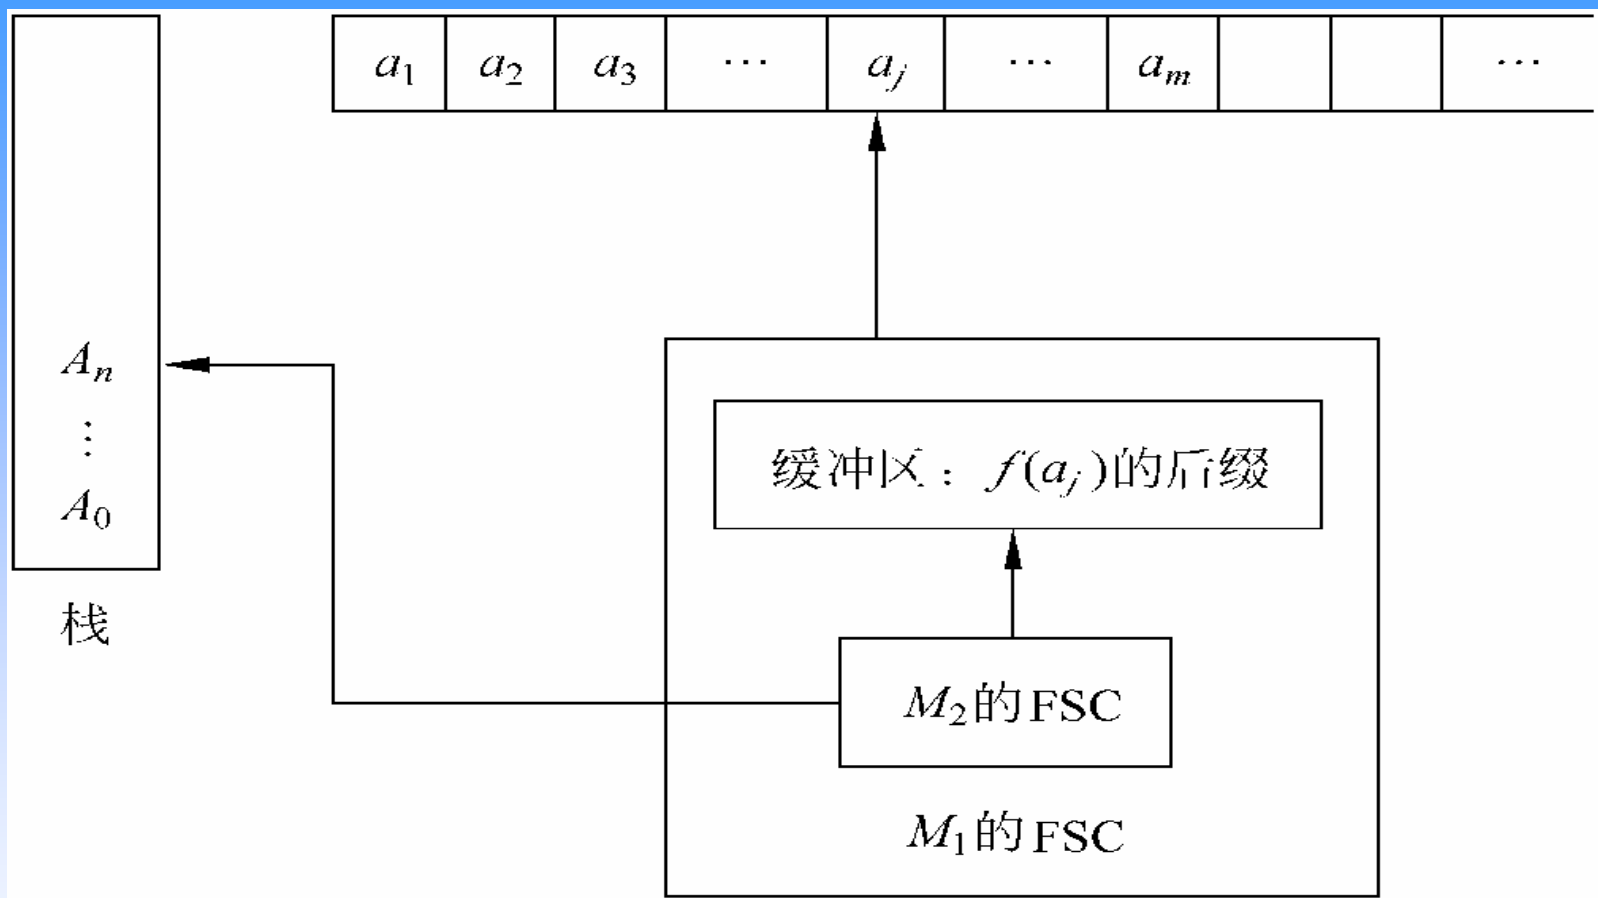 a₁ a₂ a₃ … aⱼ … aₘ …
Aₙ
⋮
A₀
栈
缓冲区：f(aⱼ)的后缀
M₂的FSC
M₁的FSC